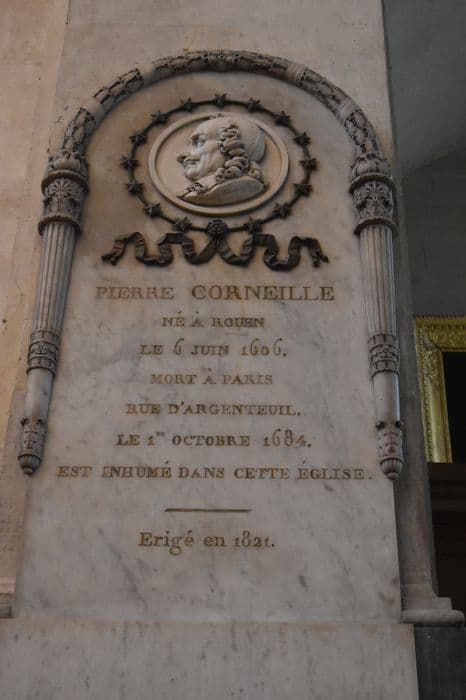 PIERRE CORNEILLE
NÉ À ROUEN
LE 6 JUIN 1606.
MORT À PARIS
RUE D'ARGENTEUIL,
LE 1er OCTOBRE 1684.
EST INHUMÉ DANS CETTE ÉGLISE.
Erigé en 1821.